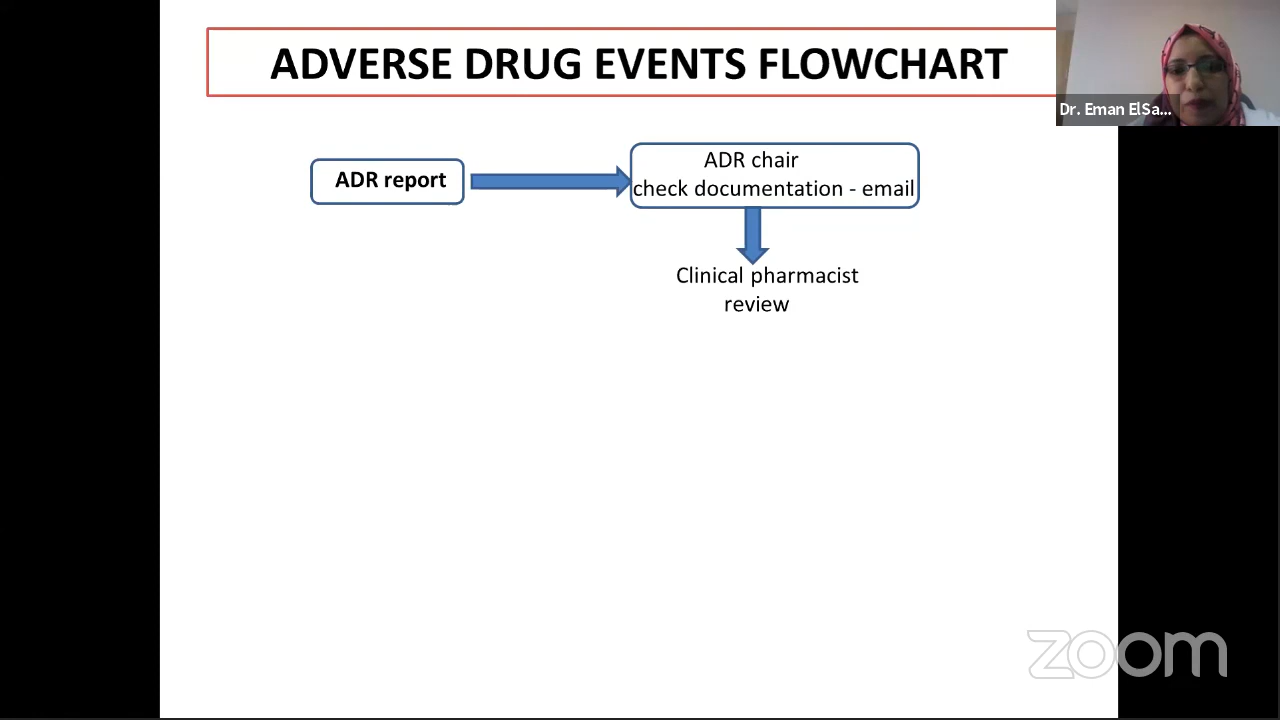 ADVERSE DRUG EVENTS FLOWCHART
Dr. Eman ElSa...
ADR report
ADR chair
check documentation - email
Clinical pharmacist
review
zoom